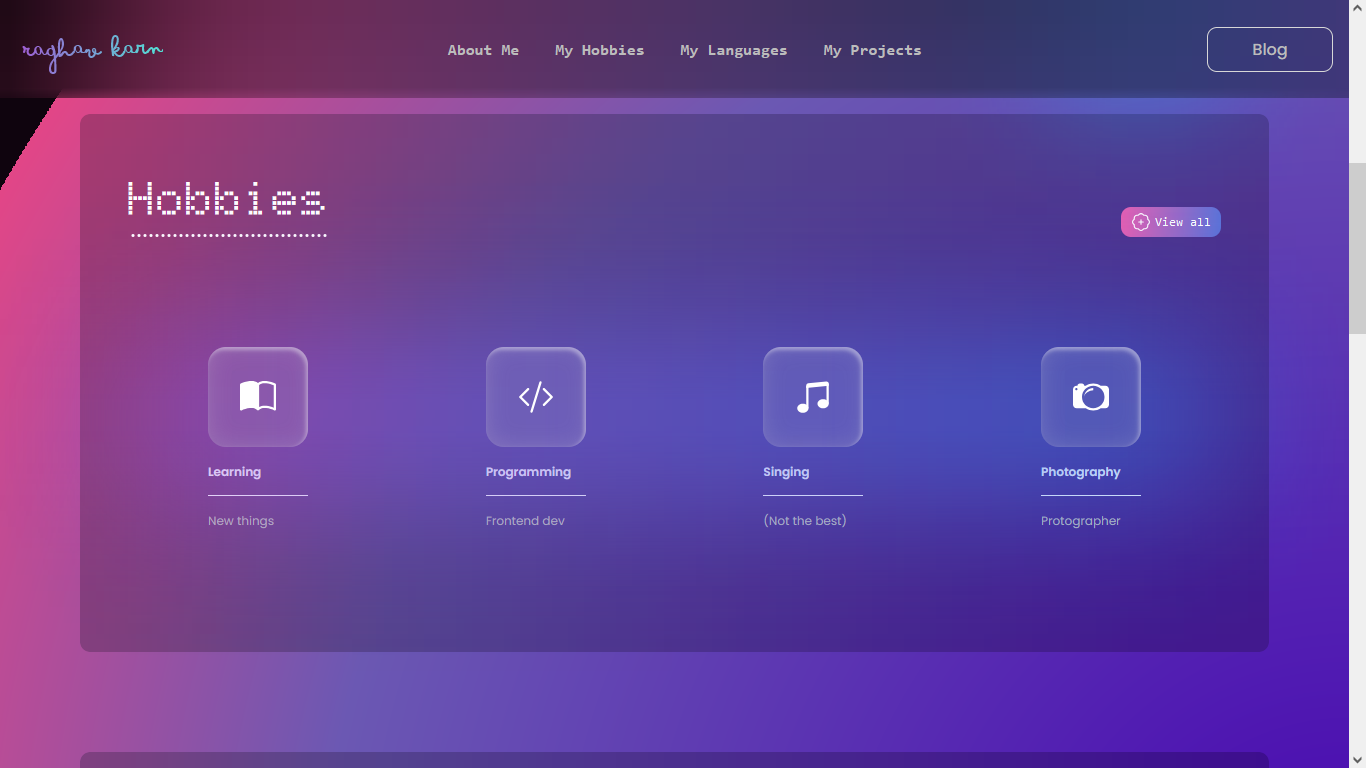 raghav karn
About Me
My Hobbies
My Languages
My Projects
Blog
Hobbies
View all
Learning
New things
Programming
Frontend dev
Singing
(Not the best)
Photography
Protographer